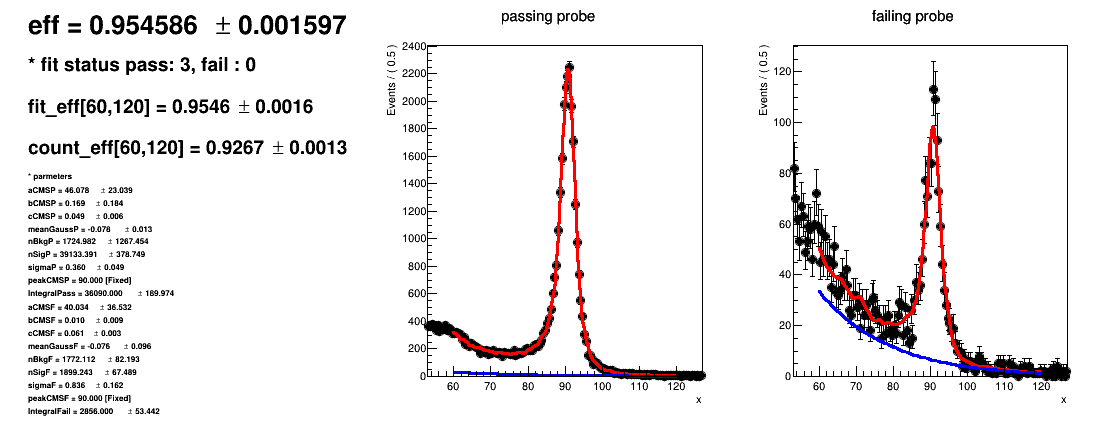 eff = 0.954586 ± 0.001597
* fit status pass: 3, fail : 0
fit_eff[60,120] = 0.9546 ± 0.0016
count_eff[60,120] = 0.9267 ± 0.0013
* parmeters
aCMSP = 46.078 ± 23.039
bCMSP = 0.169 ± 0.184
cCMSP = 0.049 ± 0.006
meanGaussP = -0.076 ± 0.013
nBkgP = 1724.982 ± 1267.454
nSigP = 39133.391 ± 378.749
sigmaP = 0.360 ± 0.049
peakCMSP = 90.000 [Fixed]
IntegralPass = 36090.000 ± 189.974
aCMSF = 40.034 ± 36.532
bCMSF = 0.010 ± 0.009
cCMSF = 0.061 ± 0.003
meanGaussF = -0.076 ± 0.096
nBkgF = 1772.112 ± 82.193
nSigF = 1899.243 ± 67.489
sigmaF = 0.836 ± 0.162
peakCMSF = 90.000 [Fixed]
IntegralFail = 2856.000 ± 53.442
passing probe
Events / ( 0.5 )
2400
2200
2000
1800
1600
1400
1200
1000
800
600
400
200
0
60 70 80 90 100 110 120
x
failing probe
Events / ( 0.5 )
120
100
80
60
40
20
0
60 70 80 90 100 110 120
x